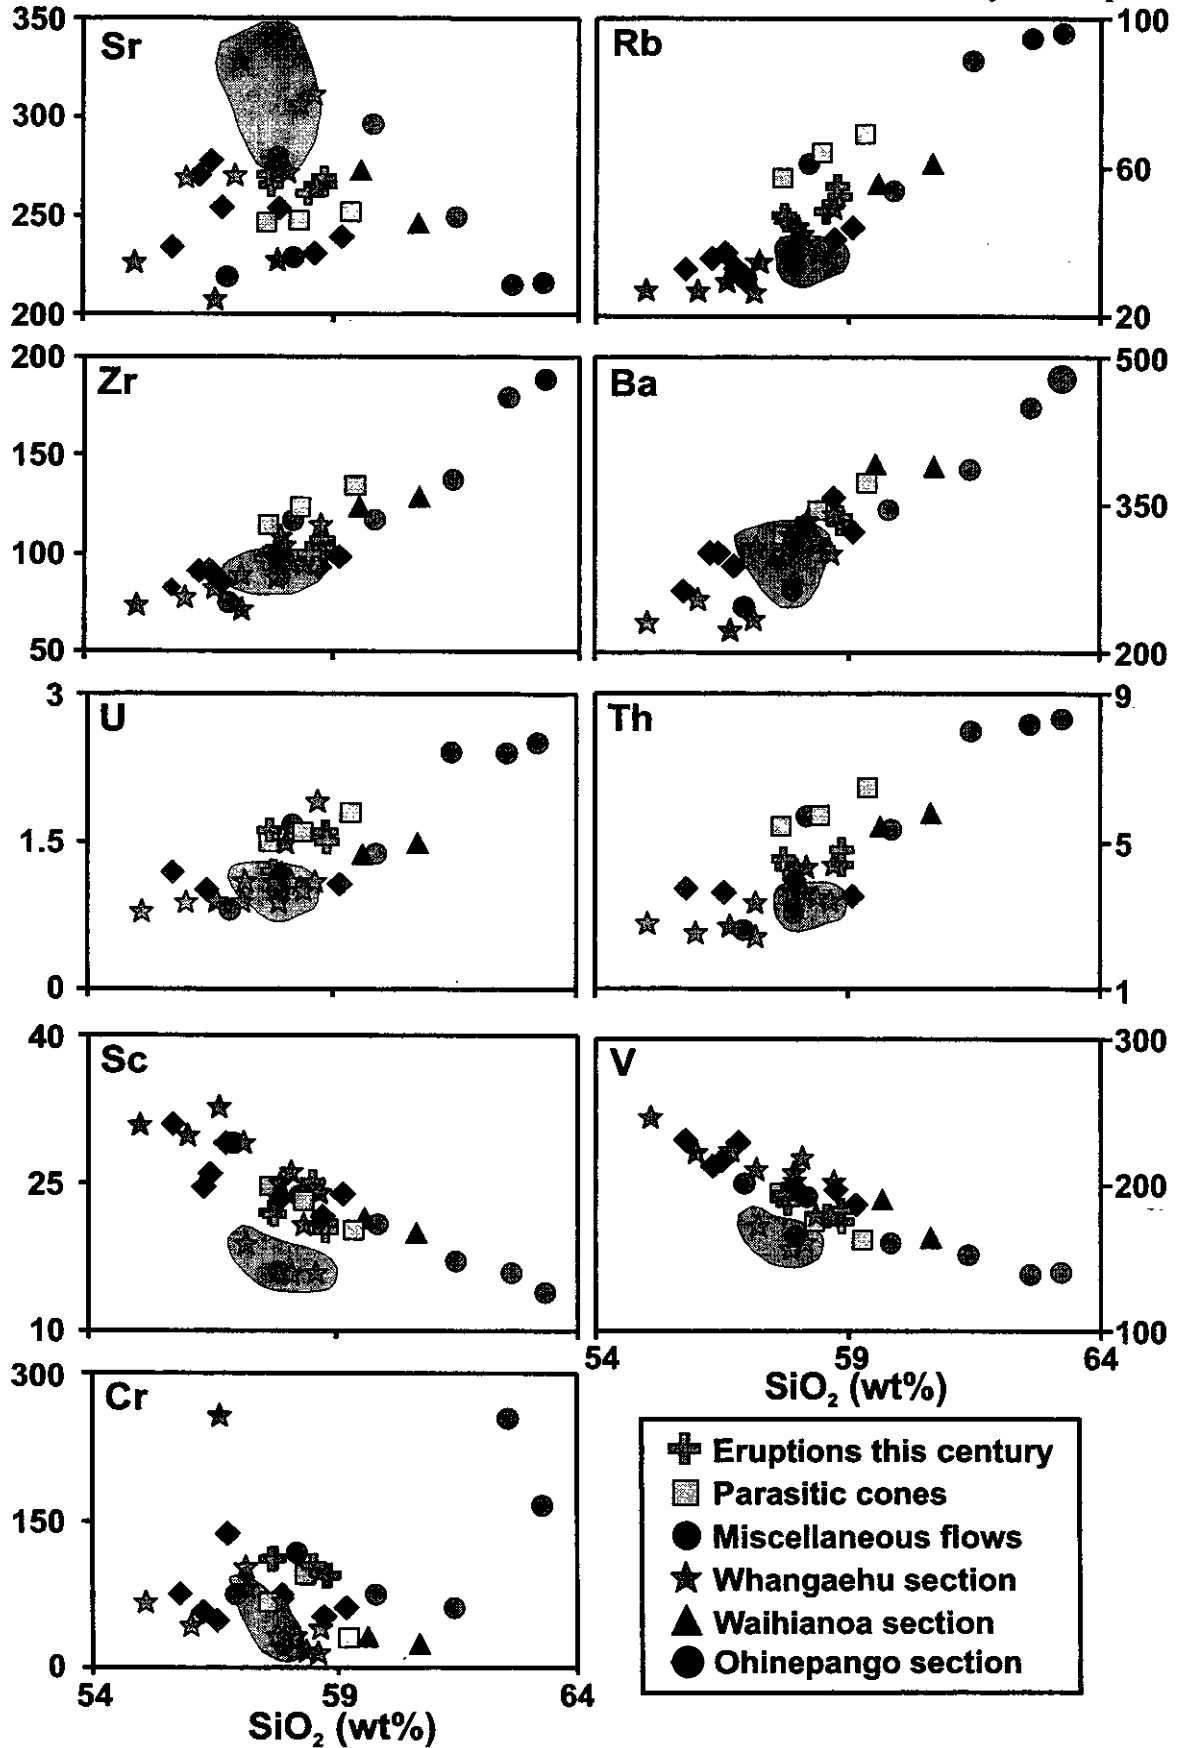 350
Sr
300
250
200
Rb
100
60
20
200
Zr
150
100
50
Ba
500
350
200
3
U
1.5
0
Th
9
5
1
40
Sc
25
10
V
300
200
100
54
59
64
SiO₂ (wt%)
300
Cr
150
0
54
59
64
SiO₂ (wt%)
Eruptions this century
Parasitic cones
Miscellaneous flows
Whangaehu section
Waihianoa section
Ohinepango section